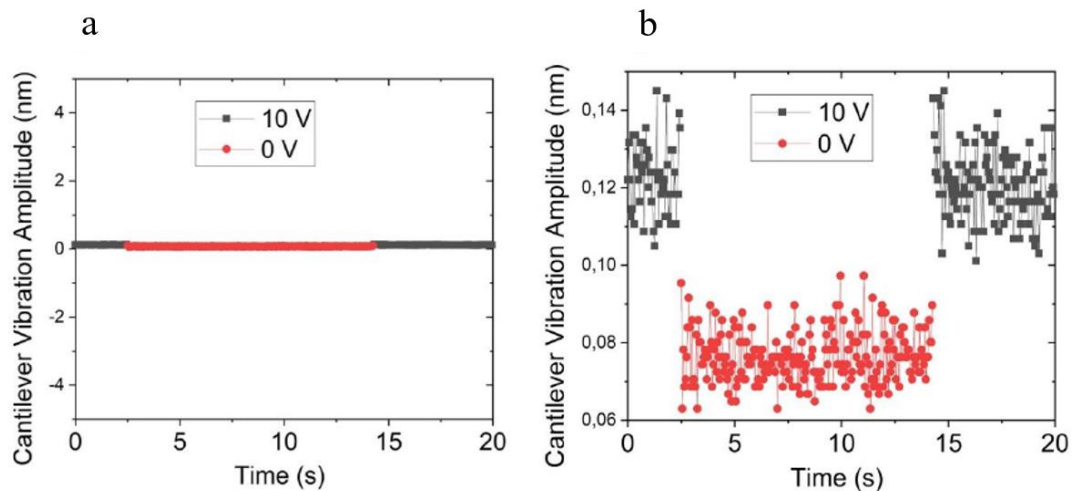 a
Cantilever Vibration Amplitude (nm)
4
2
0
-2
-4
10 V
0 V
0
5
10
15
20
Time (s)
b
Cantilever Vibration Amplitude (nm)
0,14
0,12
0,10
0,08
0,06
10 V
0 V
0
5
10
15
20
Time (s)